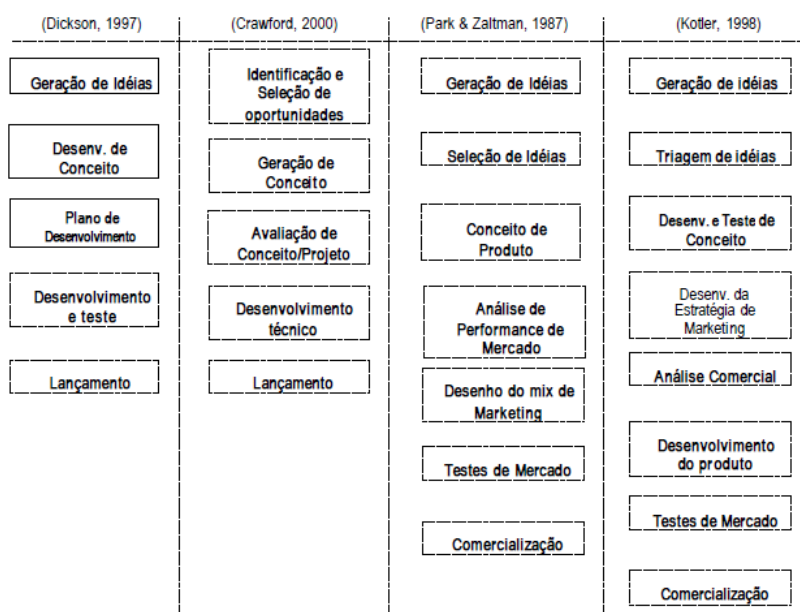 (Dickson, 1997)
Geração de Idéias
Desenv. de
Conceito
Plano de
Desenvolvimento
Desenvolvimento
e teste
Lançamento
(Crawford, 2000)
Identificação e
Seleção de
oportunidades
Geração de
Conceito
Avaliação de
Conceito/Projeto
Desenvolvimento
técnico
Lançamento
(Park & Zaltman, 1987)
Geração de Idéias
Seleção de Idéias
Conceito de
Produto
Análise de
Performance de
Mercado
Desenho do mix de
Marketing
Testes de Mercado
Comercialização
(Kotler, 1998)
Geração de idéias
Triagem de idéias
Desenv. e Teste de
Conceito
Desenv. da
Estratégia de
Marketing
Análise Comercial
Desenvolvimento
do produto
Testes de Mercado
Comercialização